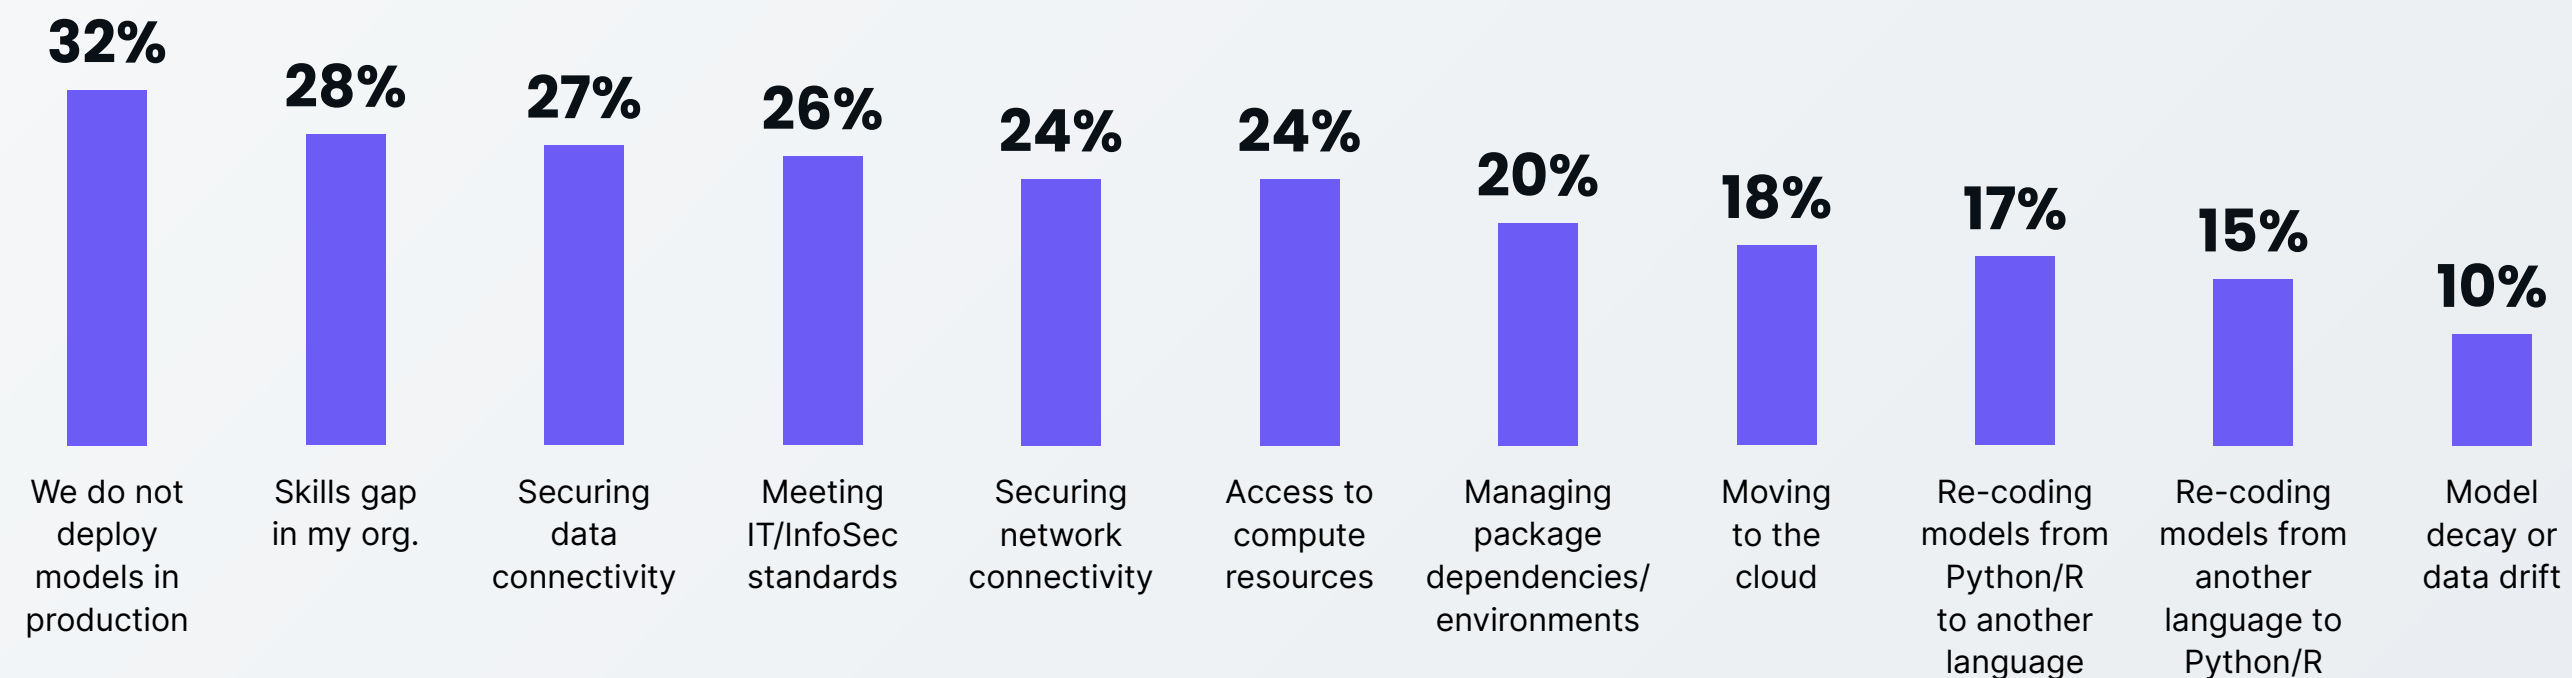 32%
28%
27%
26%
24%
24%
20%
18%
17%
15%
10%
We do not
deploy
models in
production
Skills gap
in my org.
Securing
data
connectivity
Meeting
IT/InfoSec
standards
Securing
network
connectivity
Access to
compute
resources
Managing
package
dependencies/
environments
Moving
to the
cloud
Re-coding
models from
Python/R
to another
language
Re-coding
models from
another
language to
Python/R
Model
decay or
data drift